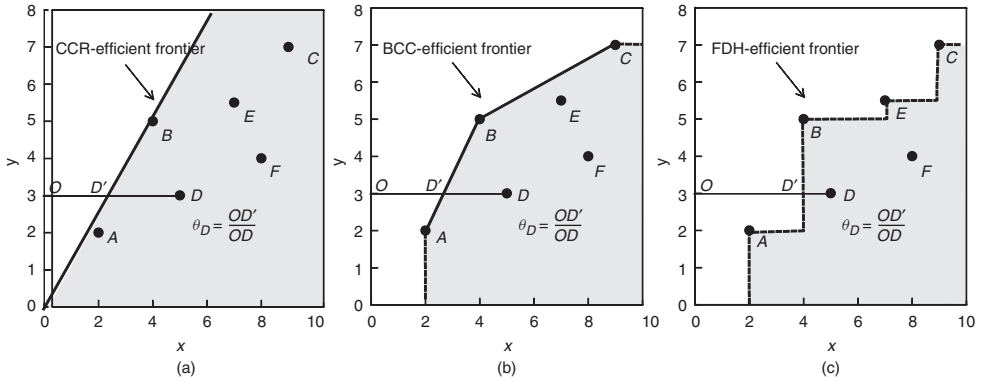 8
7
6
5
4
3
2
1
0
y
CCR-efficient frontier
C
B
E
F
O
D′
D
A
θD = OD′
OD
0
2
4
6
8
10
x
(a)
8
7
6
5
4
3
2
1
0
y
BCC-efficient frontier
C
B
E
F
O
D′
D
A
θD = OD′
OD
0
2
4
6
8
10
x
(b)
8
7
6
5
4
3
2
1
0
y
FDH-efficient frontier
C
B
E
F
O
D′
D
A
θD = OD′
OD
0
2
4
6
8
10
x
(c)